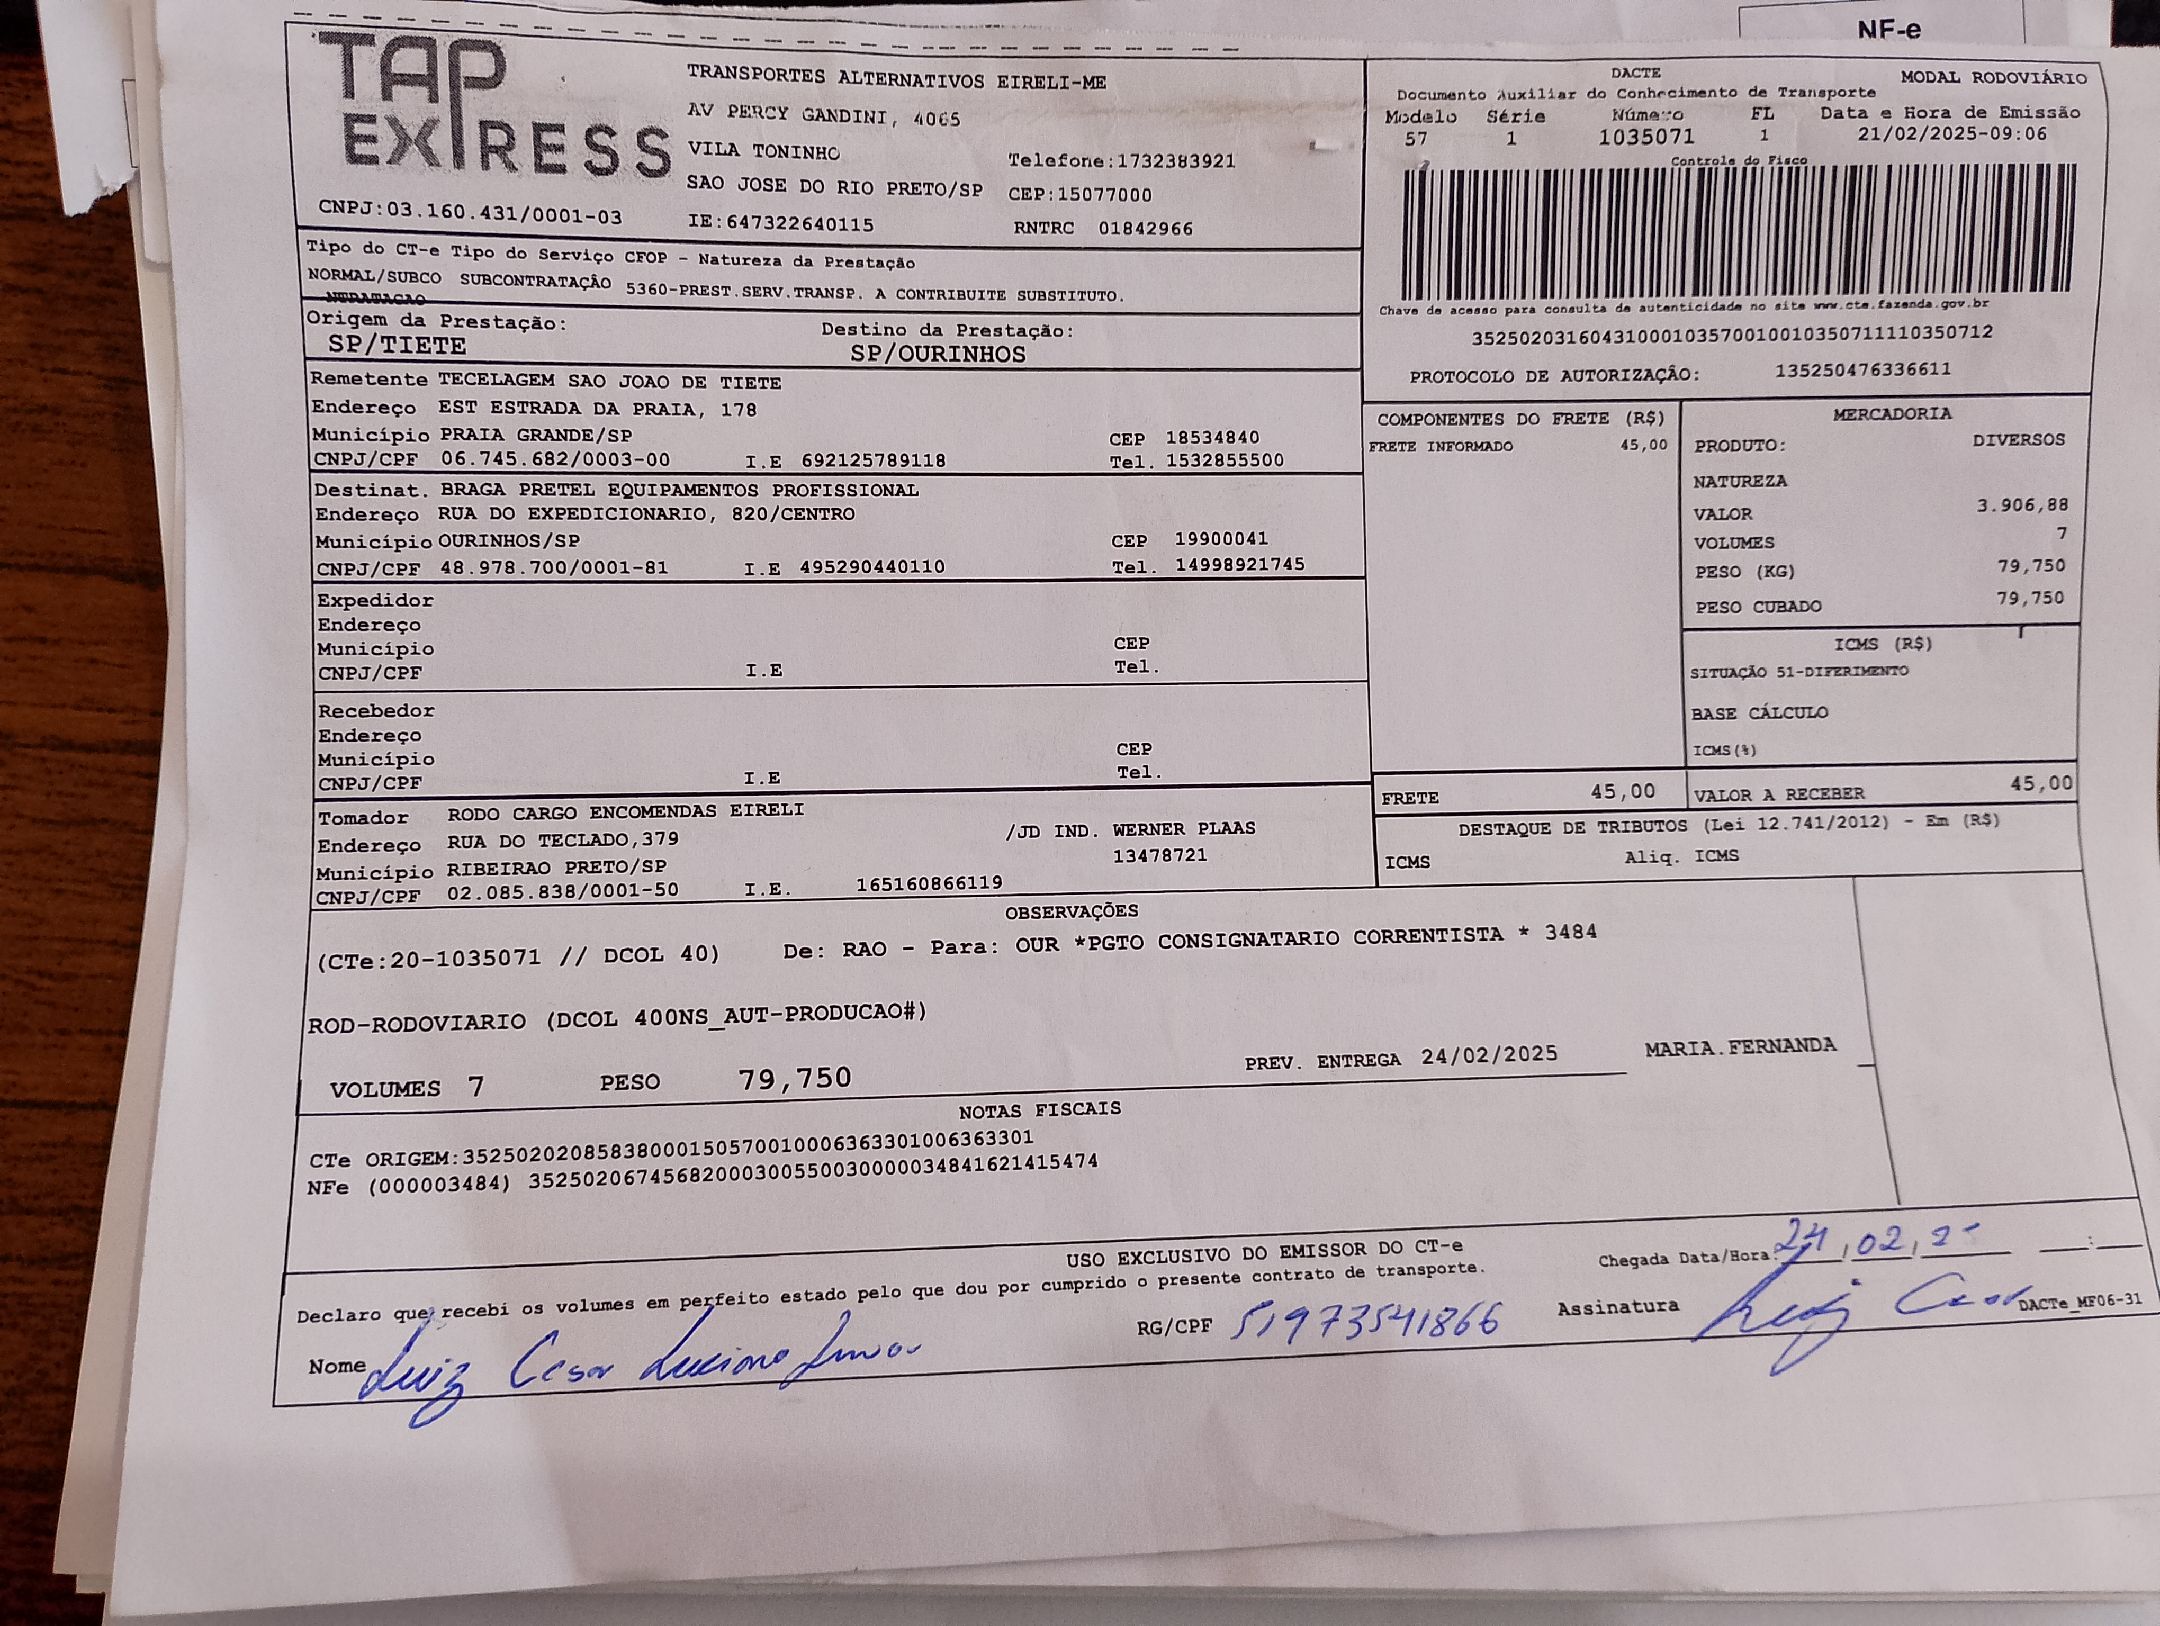 NF-e
TAP EXPRESS
TRANSPORTES ALTERNATIVOS EIRELI-ME
AV PERCY GANDINI, 4065
VILA TONINHO Telefone:1732383921
SAO JOSE DO RIO PRETO/SP CEP:15077000
CNPJ:03.160.431/0001-03 IE:647322640115 RNTRC 01842966
DACTE MODAL RODOVIÁRIO
Documento Auxiliar do Conhecimento de Transporte
Modelo Série Número FL Data e Hora de Emissão
57 1 1035071 1 21/02/2025-09:06
Controle do Fisco
Chave de acesso para consulta de autenticidade no site www.cte.fazenda.gov.br
35250203160431000103570010010350711110350712
PROTOCOLO DE AUTORIZAÇÃO: 135250476336611
Tipo do CT-e Tipo do Serviço CFOP - Natureza da Prestação
NORMAL/SUBCO SUBCONTRATAÇÃO 5360-PREST.SERV.TRANSP. A CONTRIBUITE SUBSTITUTO.
NTRATACAO
Origem da Prestação: Destino da Prestação:
SP/TIETE SP/OURINHOS
Remetente TECELAGEM SAO JOAO DE TIETE
Endereço EST ESTRADA DA PRAIA, 178
Município PRAIA GRANDE/SP CEP 18534840
CNPJ/CPF 06.745.682/0003-00 I.E 692125789118 Tel. 1532855500
Destinat. BRAGA PRETEL EQUIPAMENTOS PROFISSIONAL
Endereço RUA DO EXPEDICIONARIO, 820/CENTRO
Município OURINHOS/SP CEP 19900041
CNPJ/CPF 48.978.700/0001-81 I.E 495290440110 Tel. 14998921745
Expedidor
Endereço
Município CEP
CNPJ/CPF I.E Tel.
Recebedor
Endereço
Município CEP
CNPJ/CPF I.E Tel.
Tomador RODO CARGO ENCOMENDAS EIRELI
Endereço RUA DO TECLADO,379 /JD IND. WERNER PLAAS
Município RIBEIRAO PRETO/SP 13478721
CNPJ/CPF 02.085.838/0001-50 I.E. 165160866119
COMPONENTES DO FRETE (R$)
FRETE INFORMADO 45,00
MERCADORIA
PRODUTO: DIVERSOS
NATUREZA
VALOR 3.906,88
VOLUMES 7
PESO (KG) 79,750
PESO CUBADO 79,750
ICMS (R$)
SITUAÇÃO 51-DIFERIMENTO
BASE CÁLCULO
ICMS(%)
FRETE 45,00 VALOR A RECEBER 45,00
DESTAQUE DE TRIBUTOS (Lei 12.741/2012) - Em (R$)
ICMS Aliq. ICMS
OBSERVAÇÕES
(CTe:20-1035071 // DCOL 40) De: RAO - Para: OUR *PGTO CONSIGNATARIO CORRENTISTA * 3484
ROD-RODOVIARIO (DCOL 400NS_AUT-PRODUCAO#)
VOLUMES 7 PESO 79,750 PREV. ENTREGA 24/02/2025 MARIA.FERNANDA
NOTAS FISCAIS
CTe ORIGEM:35250202085838000150570010006363301006363301
NFe (000003484) 35250206745682000300550030000034841621415474
USO EXCLUSIVO DO EMISSOR DO CT-e Chegada Data/Hora: 24,02,2
Declaro que recebi os volumes em perfeito estado pelo que dou por cumprido o presente contrato de transporte.
Nome Luiz Cesar Luciano Junior RG/CPF 51973541866 Assinatura Luiz Cesar DACTe_MF06-31